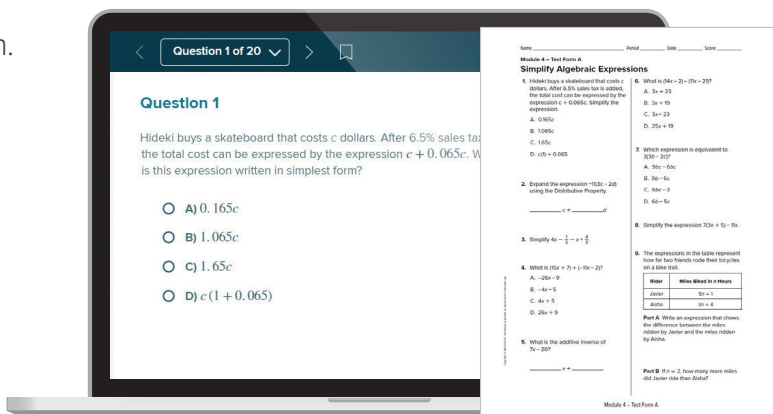 n.
Question 1 of 20
Question 1
Hideki buys a skateboard that costs c dollars. After 6.5% sales ta
the total cost can be expressed by the expression c + 0.065c. W
is this expression written in simplest form?
A) 0.165c
B) 1.065c
C) 1.65c
D) c (1 + 0.065)
Name Period Date Score
Module 4 – Test Form A
Simplify Algebraic Expressions
1. Hideki buys a skateboard that costs c
dollars. After 6.5% sales tax is added,
the total cost can be expressed by the
expression c + 0.065c. Simplify the
expression.
A. 0.165c
B. 1.065c
C. 1.65c
D. c(1) + 0.065
2. Expand the expression −11(3c − 2d)
using the Distributive Property.
____c + ____d
3. Simplify 4x − 1/3 − x + 4/3
4. What is (15x + 7) + (−11x − 2)?
A. −26x − 9
B. −4x − 5
C. 4x + 5
D. 26x + 9
5. What is the additive inverse of
7x − 20?
____x + ____
6. What is (14x − 2) − (11x − 21)?
A. 3x + 23
B. 3x + 19
C. 3x − 23
D. 25x + 19
7. Which expression is equivalent to
3(3b − 2c)?
A. 9bc − 6bc
B. 9b − 6c
C. 6bc − 3
D. 6b − 5c
8. Simplify the expression 7(3x + 5) − 11x.
9. The expressions in the table represent
how far two friends rode their bicycles
on a bike trail.
Rider Miles Biked in n Hours
Javier 5n + 1
Aisha 3n + 4
Part A Write an expression that shows
the difference between the miles
ridden by Javier and the miles ridden
by Aisha.
Part B If n = 2, how many more miles
did Javier ride than Aisha?
Module 4 – Test Form A